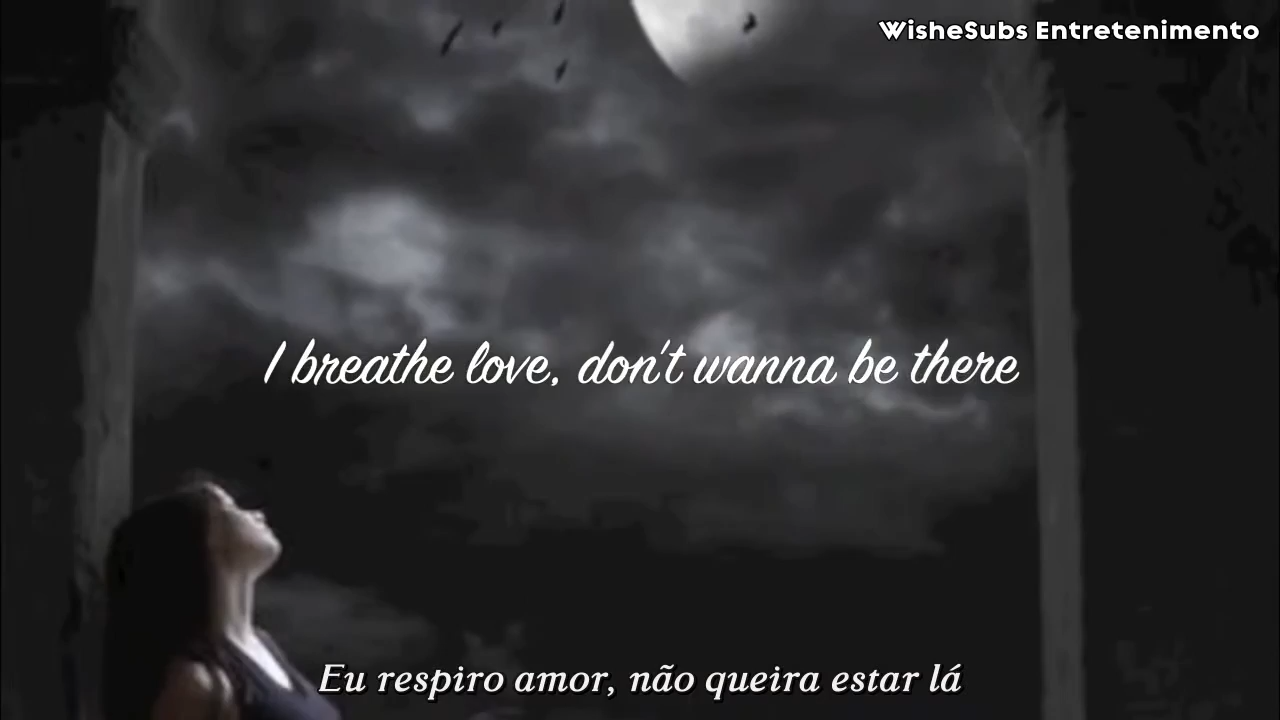 WisheSubs Entretenimento
I breathe love, don't wanna be there
Eu respiro amor, não queira estar lá